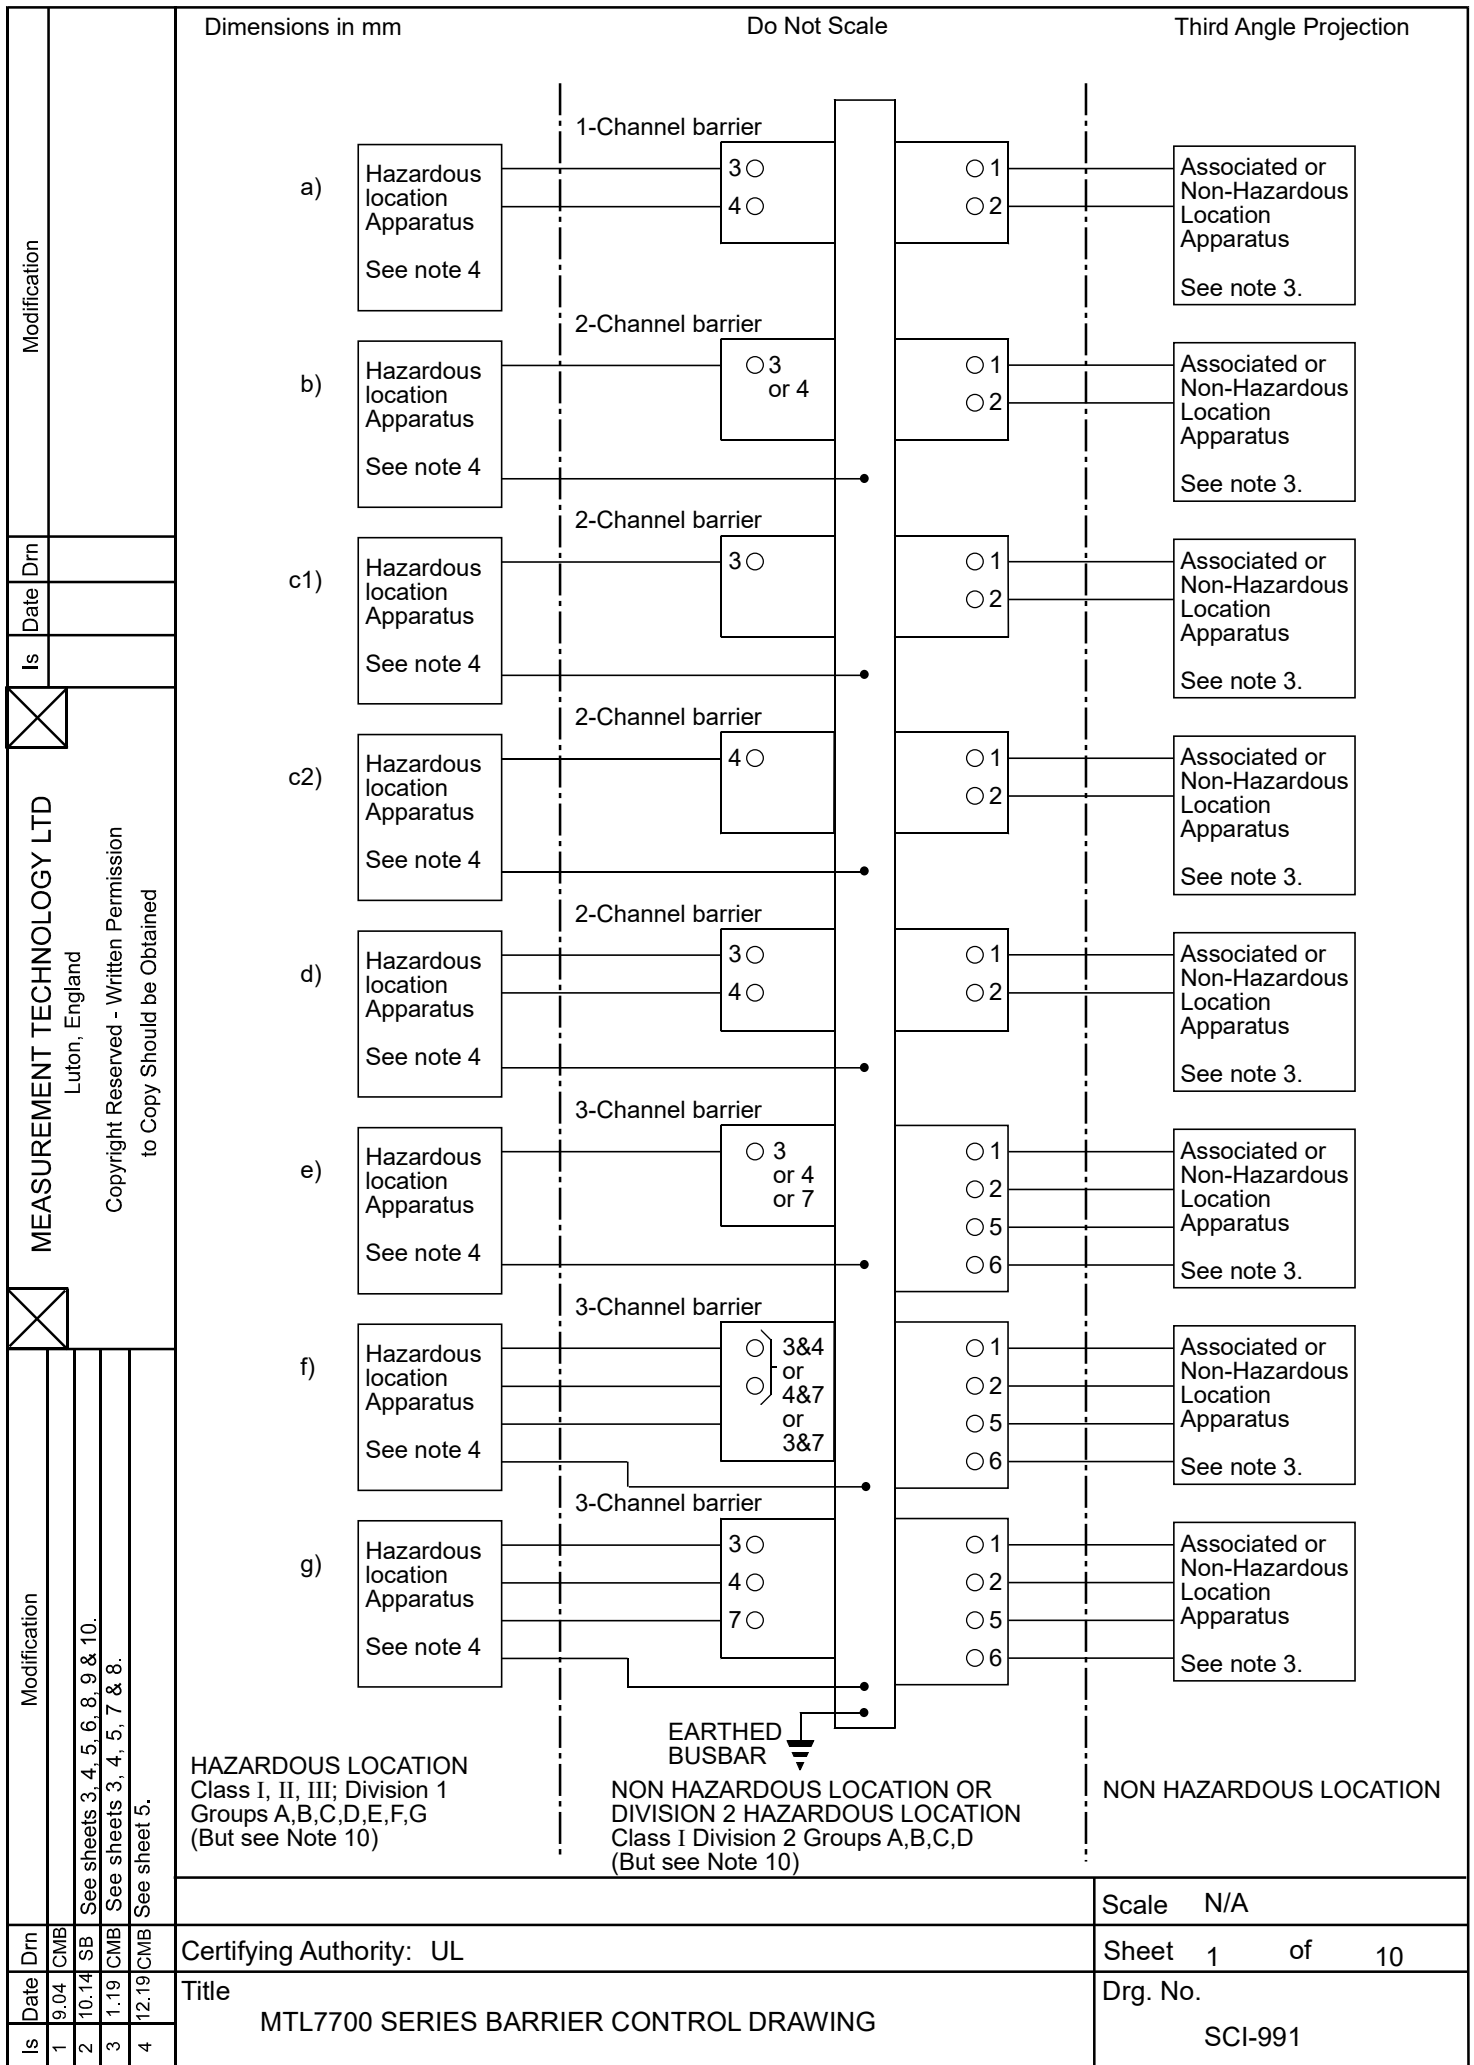 Dimensions in mm
Do Not Scale
Third Angle Projection
1-Channel barrier
a)
Hazardous
location
Apparatus
See note 4
3
4
1
2
Associated or
Non-Hazardous
Location
Apparatus
See note 3.
2-Channel barrier
b)
Hazardous
location
Apparatus
See note 4
3
or 4
1
2
Associated or
Non-Hazardous
Location
Apparatus
See note 3.
2-Channel barrier
c1)
Hazardous
location
Apparatus
See note 4
3
1
2
Associated or
Non-Hazardous
Location
Apparatus
See note 3.
2-Channel barrier
c2)
Hazardous
location
Apparatus
See note 4
4
1
2
Associated or
Non-Hazardous
Location
Apparatus
See note 3.
2-Channel barrier
d)
Hazardous
location
Apparatus
See note 4
3
4
1
2
Associated or
Non-Hazardous
Location
Apparatus
See note 3.
3-Channel barrier
e)
Hazardous
location
Apparatus
See note 4
3
or 4
or 7
1
2
5
6
Associated or
Non-Hazardous
Location
Apparatus
See note 3.
3-Channel barrier
f)
Hazardous
location
Apparatus
See note 4
3&4
or
4&7
or
3&7
1
2
5
6
Associated or
Non-Hazardous
Location
Apparatus
See note 3.
3-Channel barrier
g)
Hazardous
location
Apparatus
See note 4
3
4
7
1
2
5
6
Associated or
Non-Hazardous
Location
Apparatus
See note 3.
EARTHED
BUSBAR
HAZARDOUS LOCATION
Class I, II, III; Division 1
Groups A,B,C,D,E,F,G
(But see Note 10)
NON HAZARDOUS LOCATION OR
DIVISION 2 HAZARDOUS LOCATION
Class I Division 2 Groups A,B,C,D
(But see Note 10)
NON HAZARDOUS LOCATION
Scale N/A
Certifying Authority: UL
Sheet 1 of 10
Title
MTL7700 SERIES BARRIER CONTROL DRAWING
Drg. No.
SCI-991
Is Date Drn Modification
MEASUREMENT TECHNOLOGY LTD
Luton, England
Copyright Reserved - Written Permission
to Copy Should be Obtained
Is Date Drn Modification
1 9.04 CMB
2 10.14 SB See sheets 3, 4, 5, 6, 8, 9 & 10.
3 1.19 CMB See sheets 3, 4, 5, 7 & 8.
4 12.19 CMB See sheet 5.